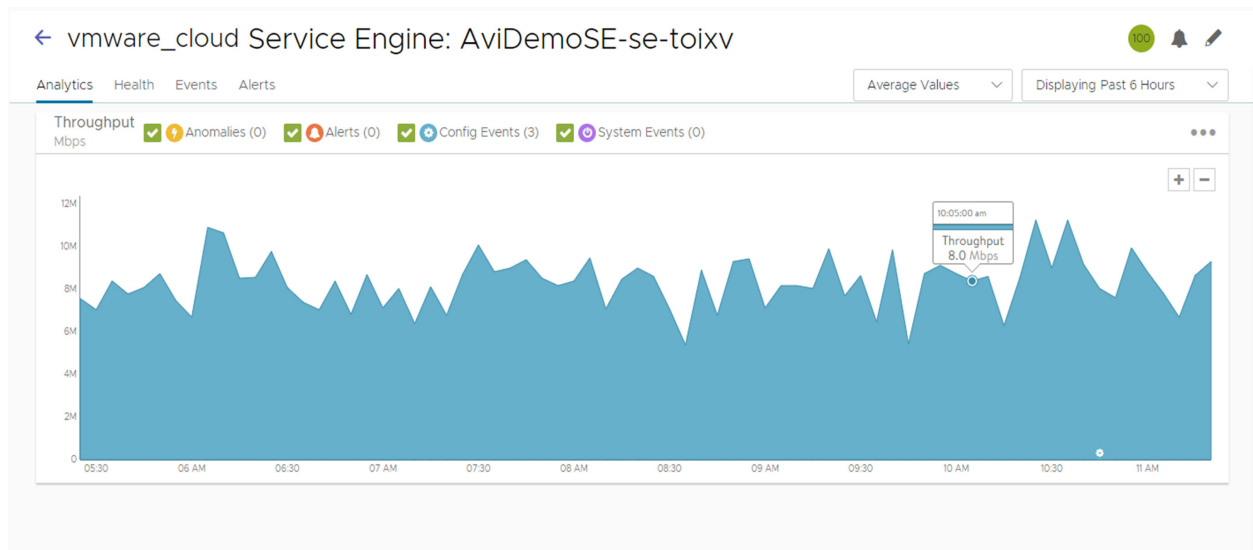 vmware_cloud Service Engine: AviDemoSE-se-toixv
100
Analytics Health Events Alerts
Average Values
Displaying Past 6 Hours
Throughput
Mbps
Anomalies (0) Alerts (0) Config Events (3) System Events (0)
12M
10M
8M
6M
4M
2M
0
10:05:00 am
Throughput
8.0 Mbps
05:30 06 AM 06:30 07 AM 07:30 08 AM 08:30 09 AM 09:30 10 AM 10:30 11 AM